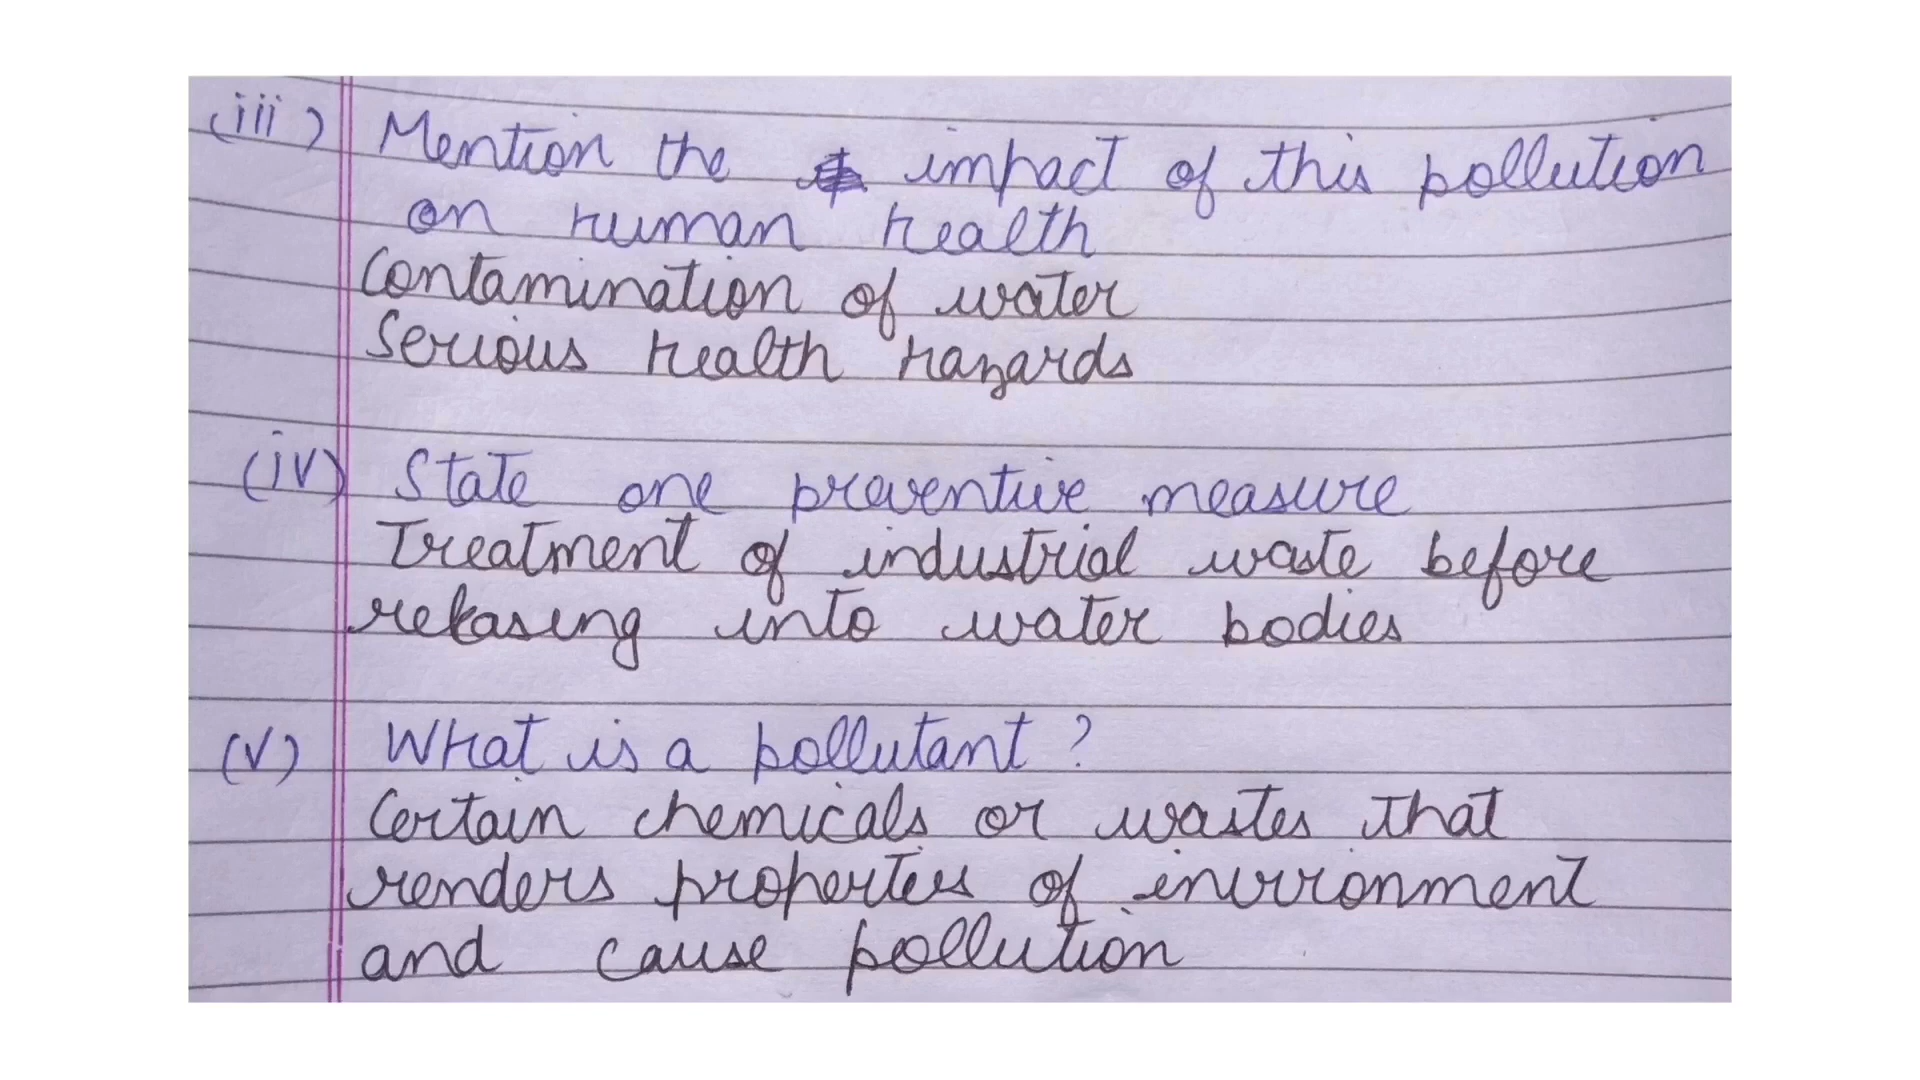 (iii) Mention the impact of this pollution
on human health
Contamination of water
Serious health hazards
(iv) State one preventive measure
Treatment of industrial waste before
releasing into water bodies
(v) What is a pollutant?
Certain chemicals or wastes that
renders properties of environment
and cause pollution